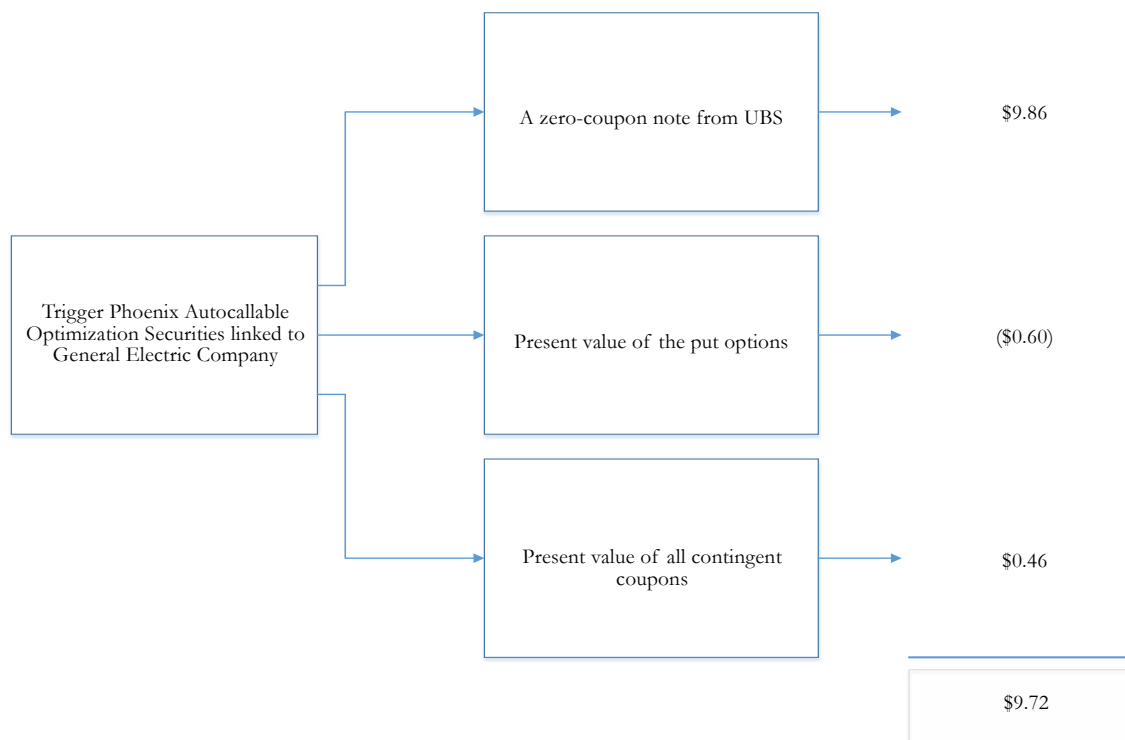 A zero-coupon note from UBS
$9.86
Trigger Phoenix Autocallable
Optimization Securities linked to
General Electric Company
Present value of the put options
($0.60)
Present value of all contingent
coupons
$0.46
$9.72